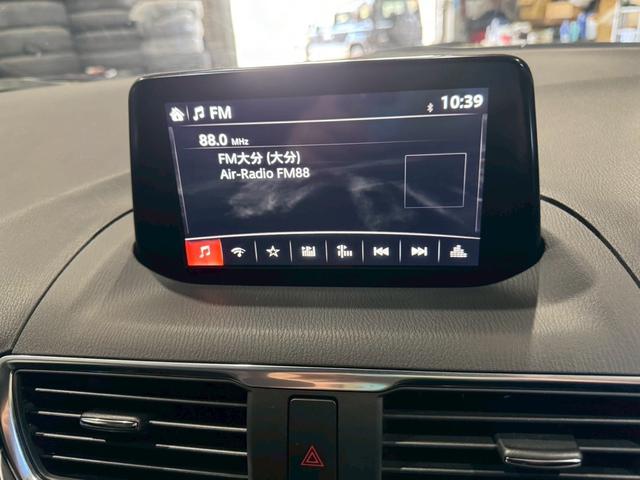 FM
10:39
88.0 MHz
FM大分 (大分)
Air-Radio FM88